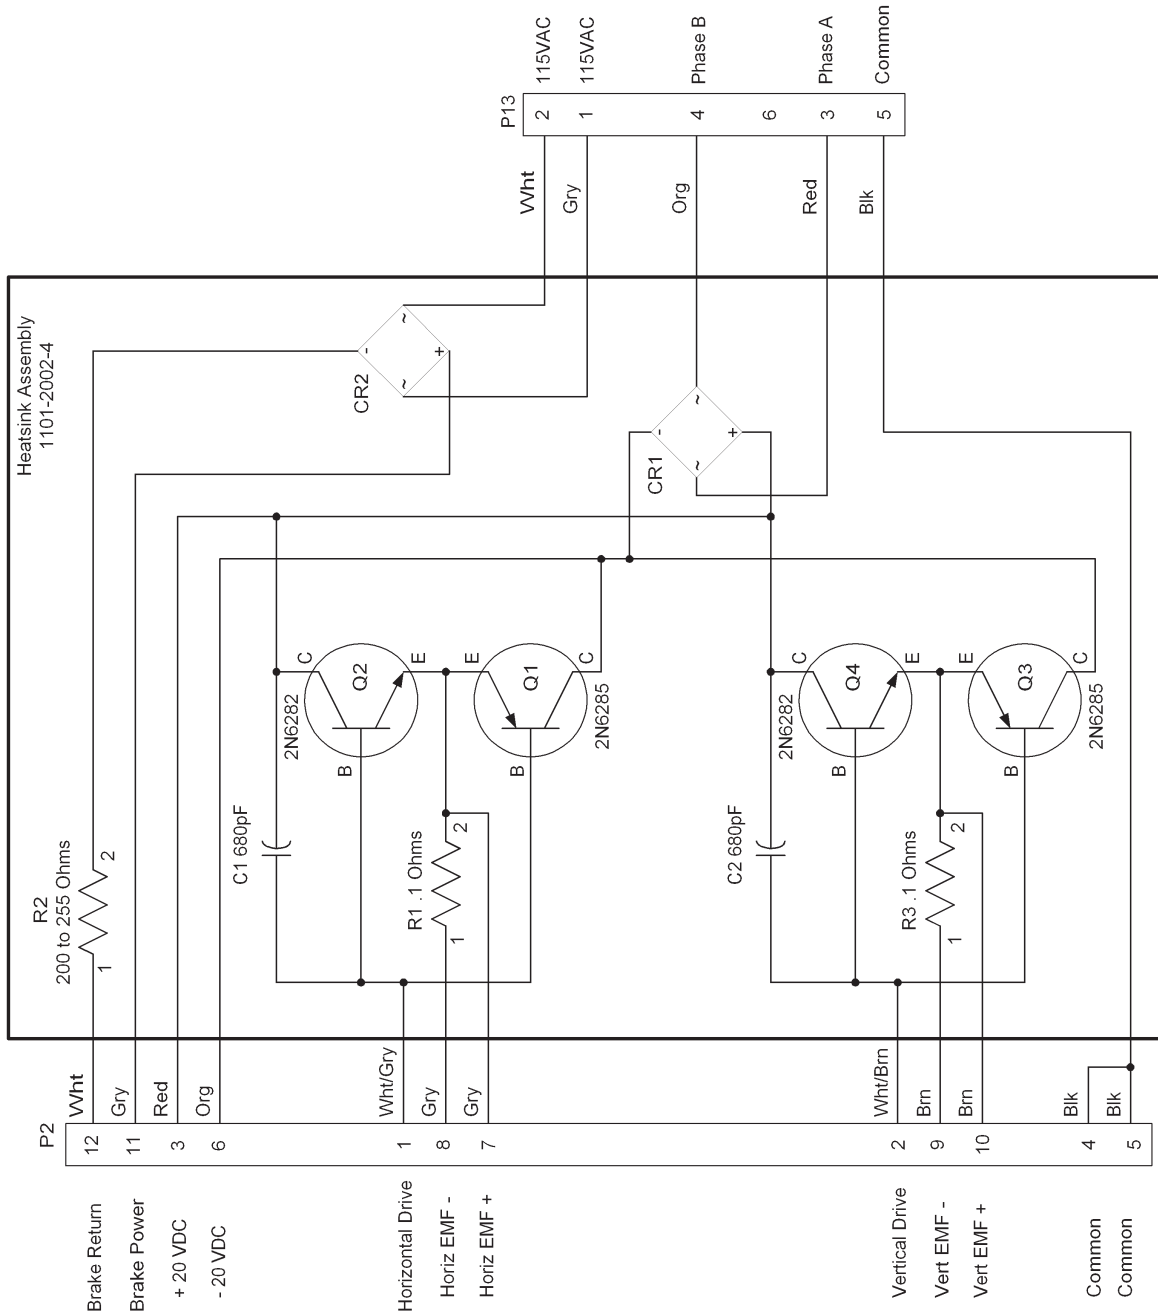 Heatsink Assembly
1101-2002-4
P13
2 115VAC
1 115VAC
4 Phase B
6
3 Phase A
5 Common
Wht
Gry
Org
Red
Blk
CR2
~
-
+
~
CR1
~
-
+
~
R2
200 to 255 Ohms
1
2
C1 680pF
2N6282
Q2
C
B
E
Q1
2N6285
E
B
C
R1 .1 Ohms
1
2
C2 680pF
2N6282
Q4
C
B
E
Q3
2N6285
E
B
C
R3 .1 Ohms
1
2
P2
Brake Return 12 Wht
Brake Power 11 Gry
+ 20 VDC 3 Red
- 20 VDC 6 Org
Horizontal Drive 1 Wht/Gry
Horiz EMF - 8 Gry
Horiz EMF + 7 Gry
Vertical Drive 2 Wht/Brn
Vert EMF - 9 Brn
Vert EMF + 10 Brn
Common 4 Blk
Common 5 Blk